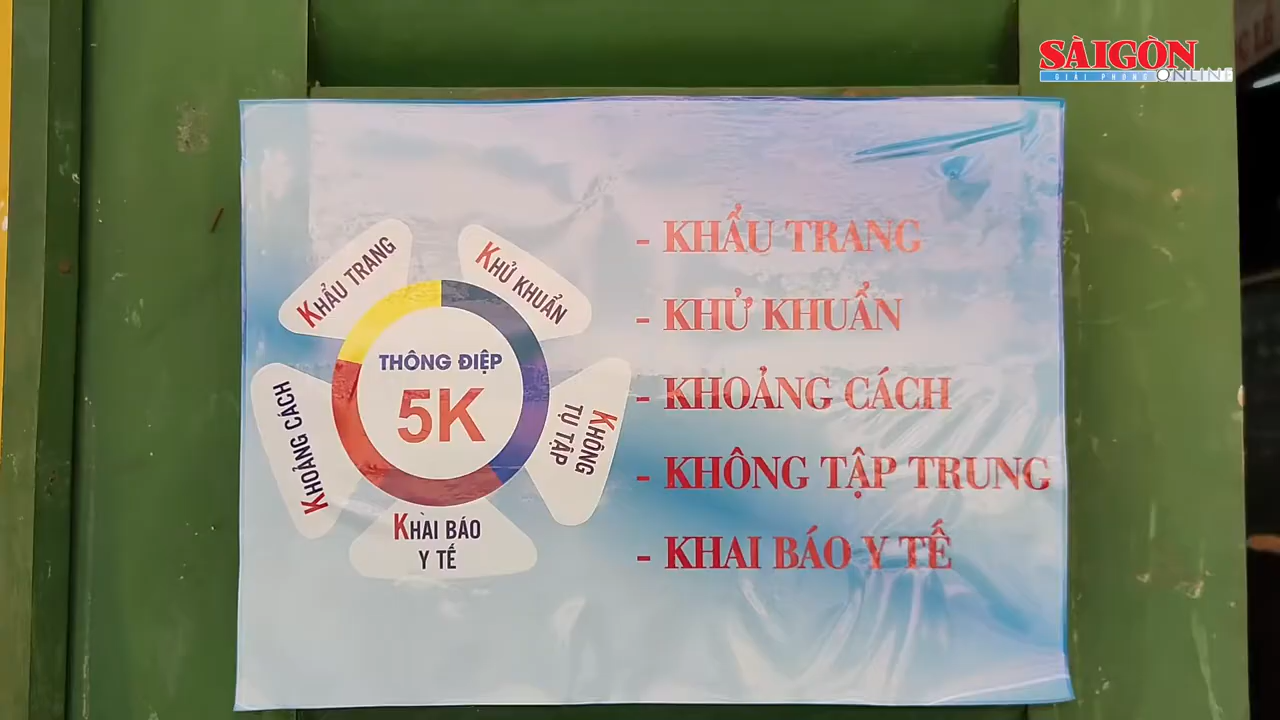 SÀIGÒN
GIẢI PHÓNG ONLINE
KHẨU TRANG
KHỬ KHUẨN
KHOẢNG CÁCH
THÔNG ĐIỆP
5K
KHÔNG
TỤ TẬP
KHAI BÁO
Y TẾ
- KHẨU TRANG
- KHỬ KHUẨN
- KHOẢNG CÁCH
- KHÔNG TẬP TRUNG
- KHAI BÁO Y TẾ